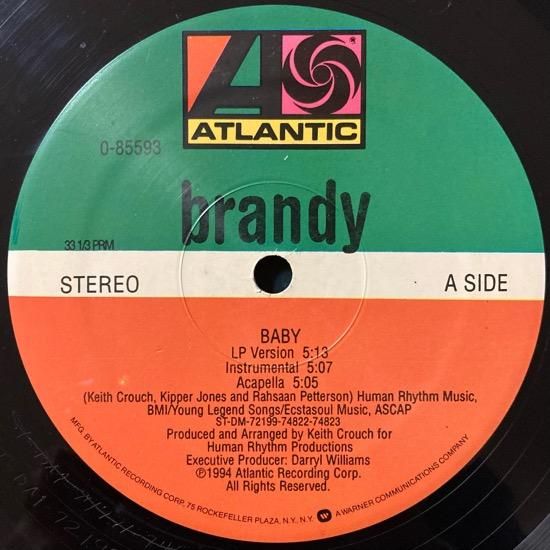 ATLANTIC
0-85593
brandy
33 1/3 PRM
STEREO
A SIDE
BABY
LP Version 5:13
Instrumental 5:07
Acapella 5:05
(Keith Crouch, Kipper Jones and Rahsaan Petterson) Human Rhythm Music,
BMI/Young Legend Songs/Ecstasoul Music, ASCAP
ST-DM-72199-74822-74823
Produced and Arranged by Keith Crouch for
Human Rhythm Productions
Executive Producer: Darryl Williams
℗1994 Atlantic Recording Corp.
All Rights Reserved.
MFG. BY ATLANTIC RECORDING CORP., 75 ROCKEFELLER PLAZA, N.Y., N.Y. A WARNER COMMUNICATIONS COMPANY